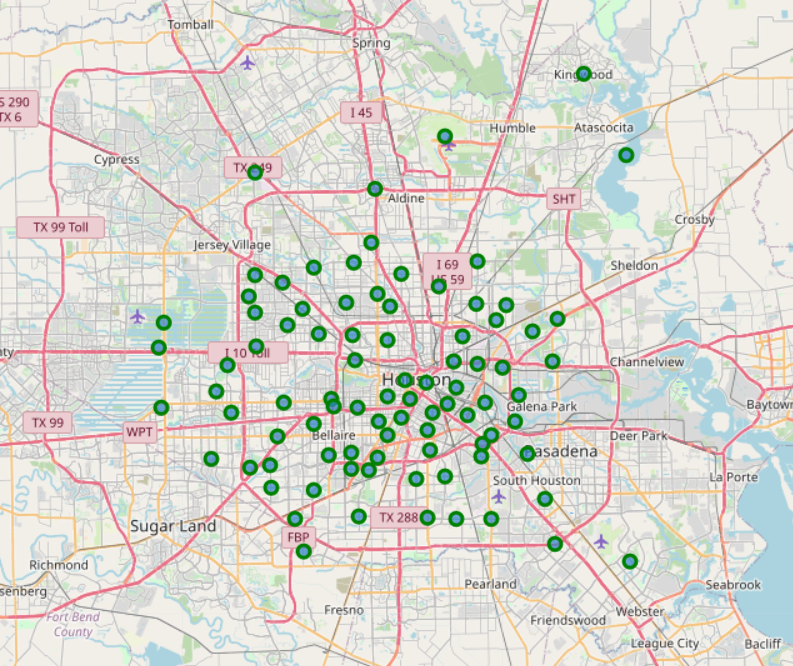 Tomball
Spring
Kingwood
S 290
TX 6
I 45
Humble
Atascocita
Cypress
TX 249
Aldine
SHT
TX 99 Toll
Jersey Village
Crosby
I 69
US 59
Sheldon
I 10 Toll
Channelview
Houston
Baytow
Galena Park
TX 99
WPT
Bellaire
Deer Park
Pasadena
La Porte
South Houston
Sugar Land
TX 288
FBP
Richmond
Pearland
Seabrook
senberg
Fresno
Webster
Fort Bend
County
Friendswood
League City
Bacliff